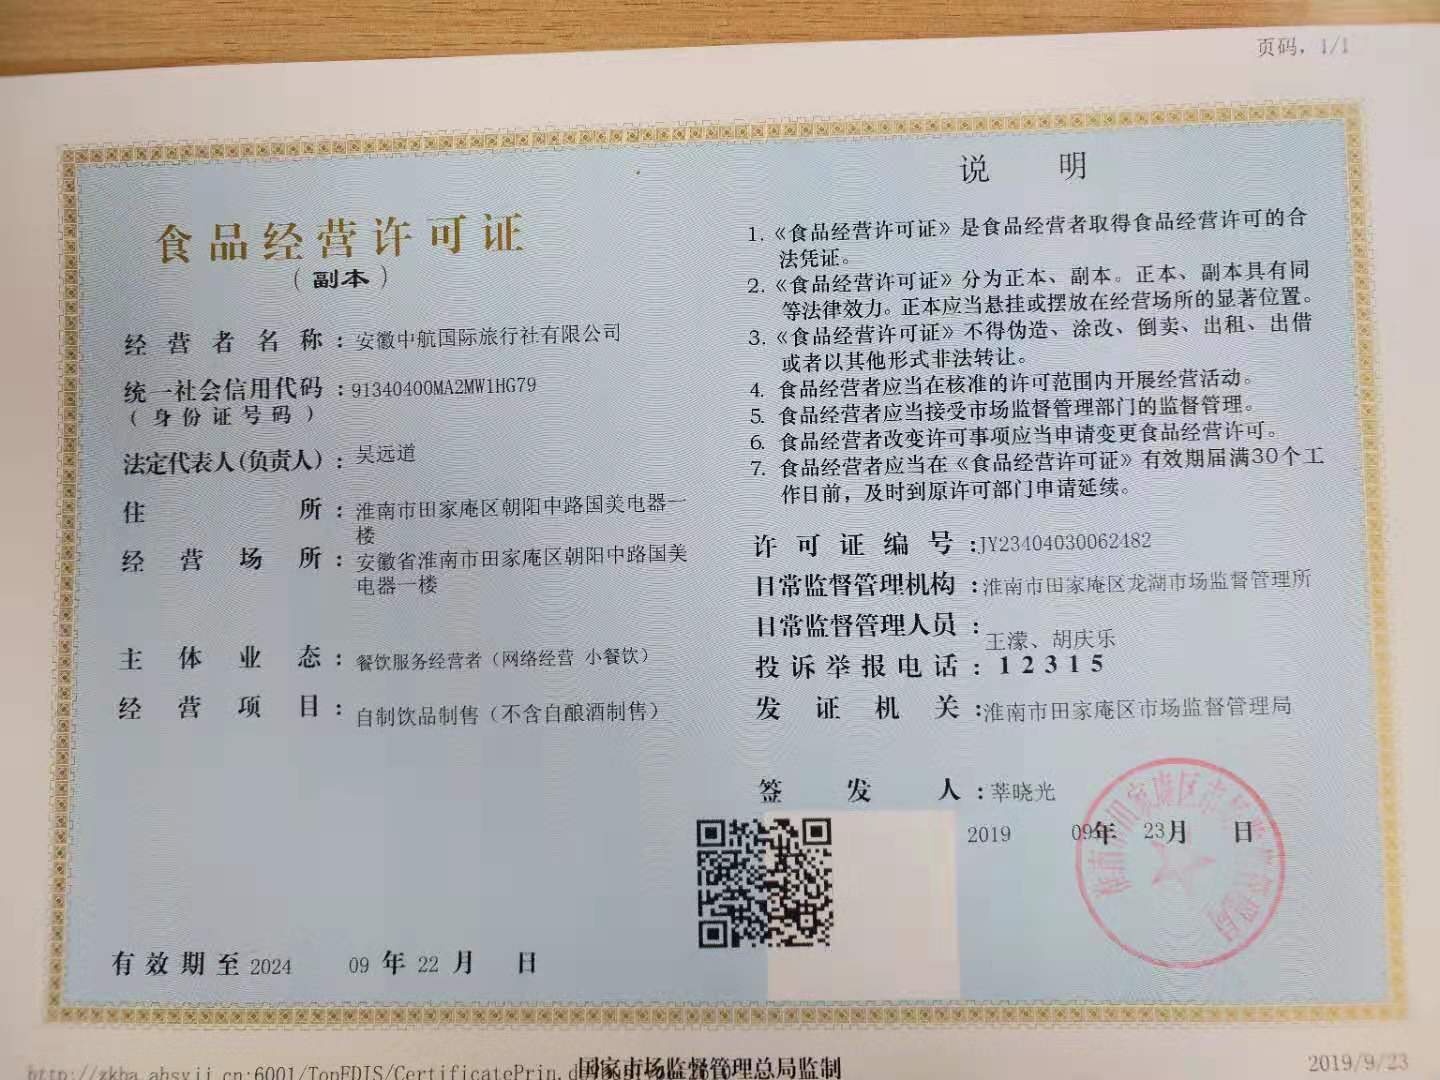 页码，1/1
食品经营许可证
（副本）
经营者名称：安徽中航国际旅行社有限公司
统一社会信用代码：91340400MA2MW1HG79
（身份证号码）
法定代表人(负责人)：吴远道
住所：淮南市田家庵区朝阳中路国美电器一
楼
经营场所：安徽省淮南市田家庵区朝阳中路国美
电器一楼
主体业态：餐饮服务经营者（网络经营 小餐饮）
经营项目：自制饮品制售（不含自酿酒制售）
有效期至2024 09年22月 日
说明
1.《食品经营许可证》是食品经营者取得食品经营许可的合
法凭证。
2.《食品经营许可证》分为正本、副本。正本、副本具有同
等法律效力。正本应当悬挂或摆放在经营场所的显著位置。
3.《食品经营许可证》不得伪造、涂改、倒卖、出租、出借
或者以其他形式非法转让。
4. 食品经营者应当在核准的许可范围内开展经营活动。
5. 食品经营者应当接受市场监督管理部门的监督管理。
6. 食品经营者改变许可事项应当申请变更食品经营许可。
7. 食品经营者应当在《食品经营许可证》有效期届满30个工
作日前，及时到原许可部门申请延续。
许可证编号：JY23404030062482
日常监督管理机构：淮南市田家庵区龙湖市场监督管理所
日常监督管理人员：王濛、胡庆乐
投诉举报电话：12315
发证机关：淮南市田家庵区市场监督管理局
签发人：莘晓光
2019 09年 23月 日
淮南市田家庵区市场监督管理局
国家市场监督管理总局监制
2019/9/23